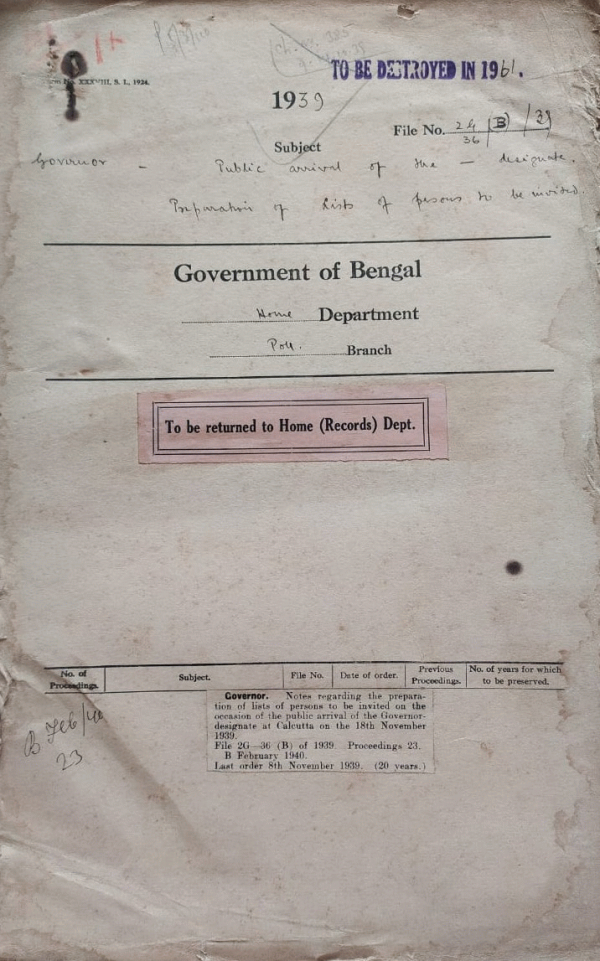 XXXVIII, S. I., 1934.
TO BE DESTROYED IN 1961.
1939
File No. 2G/36 (B)/39
Subject
Governor - Public arrival of the - designate.
Preparation of Lists of persons to be invited.
Government of Bengal
Home Department
Poll. Branch
To be returned to Home (Records) Dept.
No. of Proceedings. Subject. File No. Date of order. Previous Proceedings. No. of years for which to be preserved.
Governor. Notes regarding the prepara-
tion of lists of persons to be invited on the
occasion of the public arrival of the Governor-
designate at Calcutta on the 18th November
1939.
File 2G—36 (B) of 1939. Proceedings 23.
B February 1940.
Last order 8th November 1939. (20 years.)
B Feb/40
23